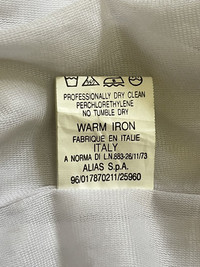 PROFESSIONALLY DRY CLEAN
PERCHLORETHYLENE
NO TUMBLE DRY
WARM IRON
FABRIQUE EN ITALIE
ITALY
A NORMA DI L.N.883-26/11/73
ALIAS S.p.A.
96/017870211/25960